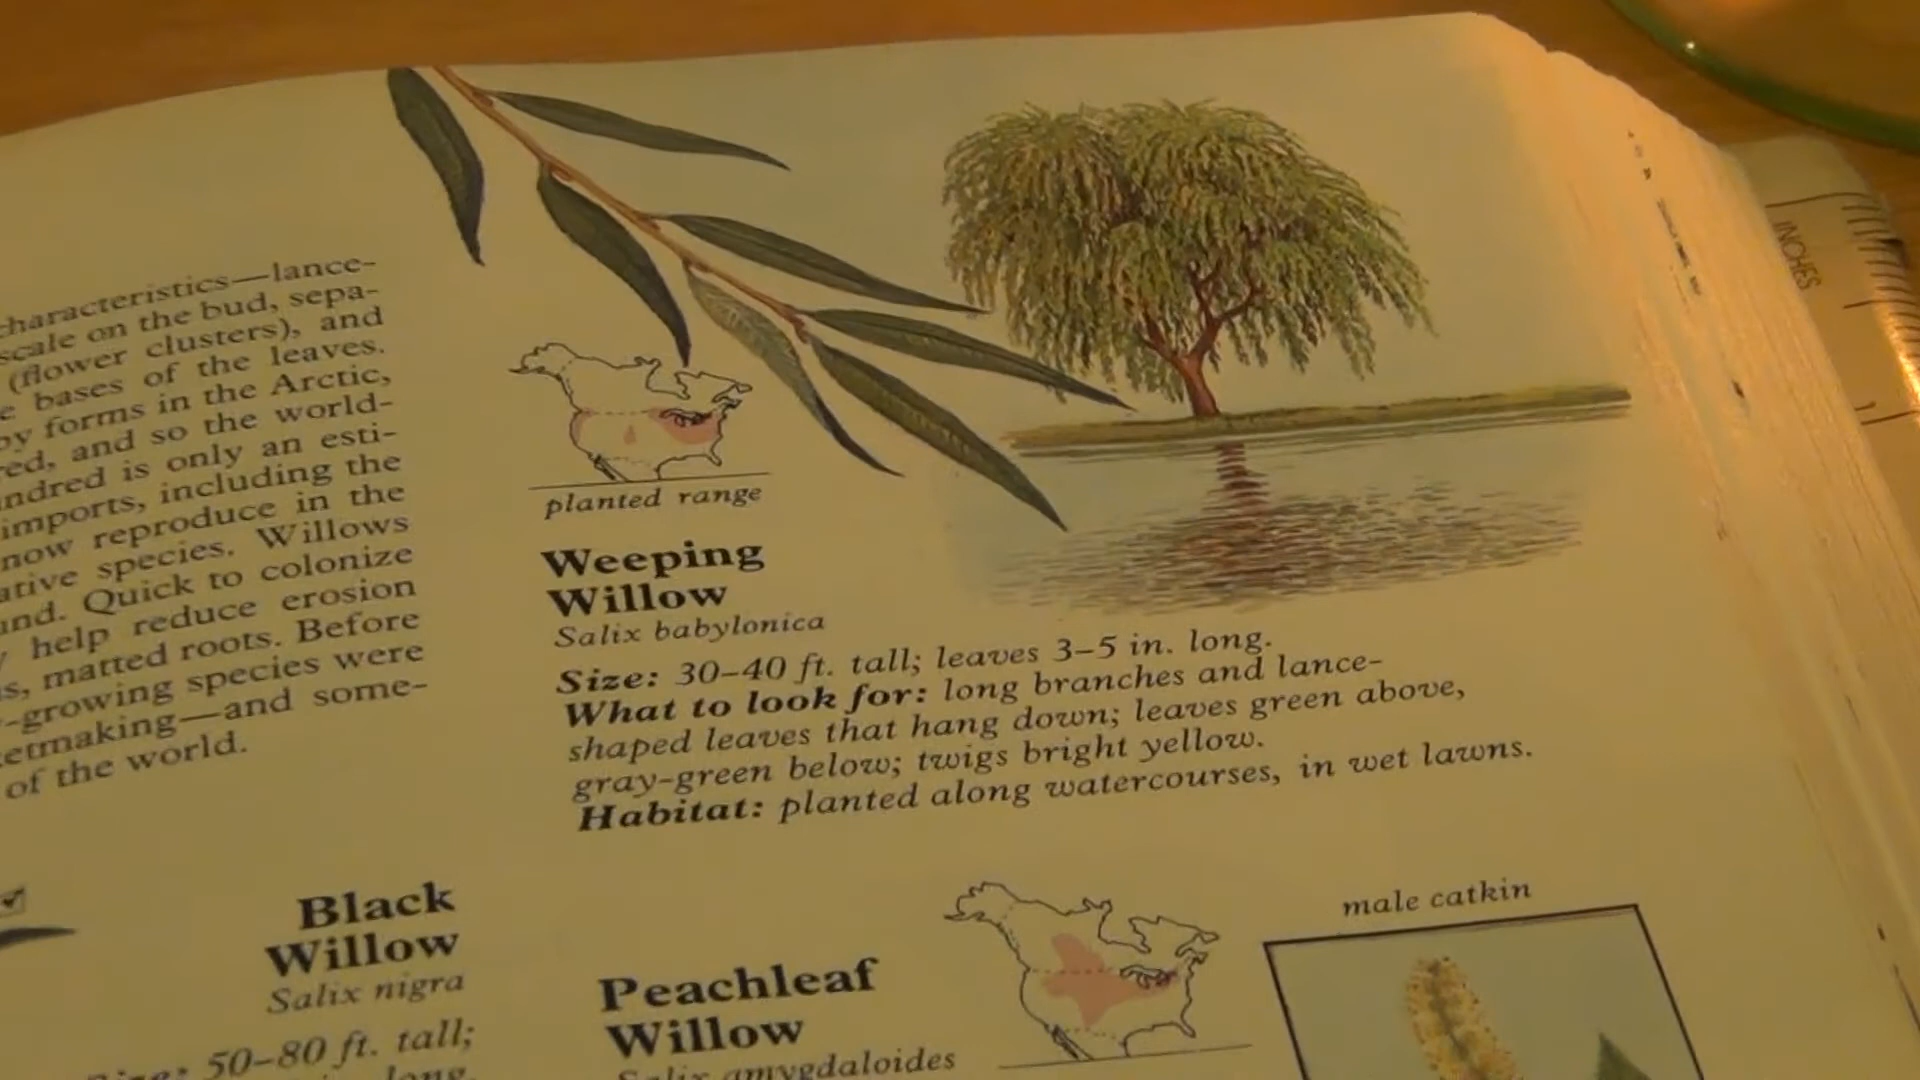 characteristics—lance-
scale on the bud, sepa-
(flower clusters), and
bases of the leaves.
forms in the Arctic,
and so the world-
is only an esti-
imports, including the
now reproduce in the
species. Willows
Quick to colonize
help reduce erosion
matted roots. Before
-growing species were
and some-
of the world.
planted range
Weeping
Willow
Salix babylonica
Size: 30–40 ft. tall; leaves 3–5 in. long.
What to look for: long branches and lance-
shaped leaves that hang down; leaves green above,
gray-green below; twigs bright yellow.
Habitat: planted along watercourses, in wet lawns.
Black
Willow
Salix nigra
50–80 ft. tall;
long.
Peachleaf
Willow
Salix amygdaloides
male catkin
INCHES